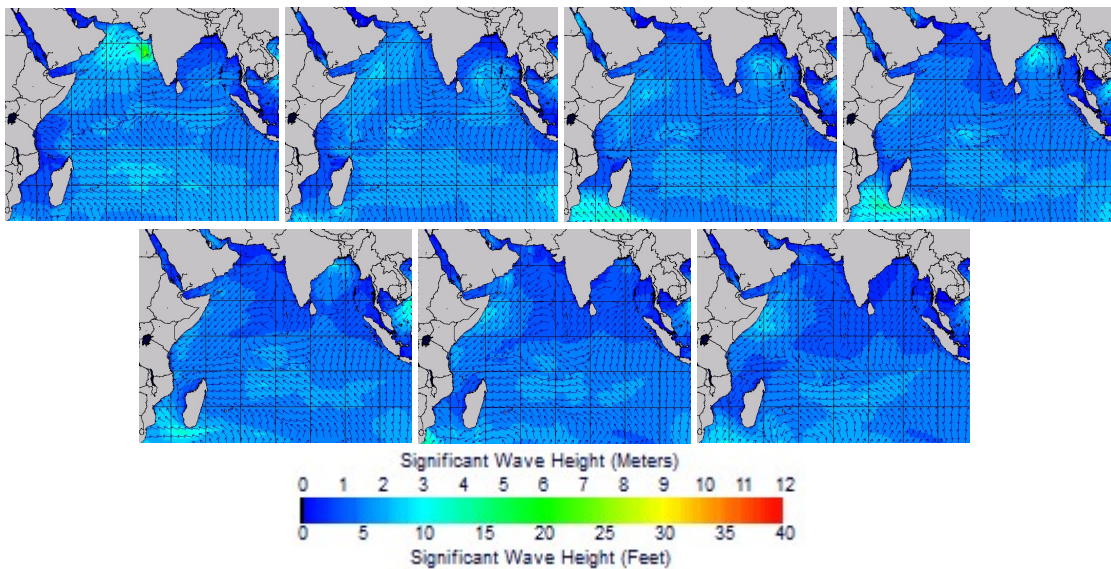 Significant Wave Height (Meters)
0 1 2 3 4 5 6 7 8 9 10 11 12
0 5 10 15 20 25 30 35 40
Significant Wave Height (Feet)